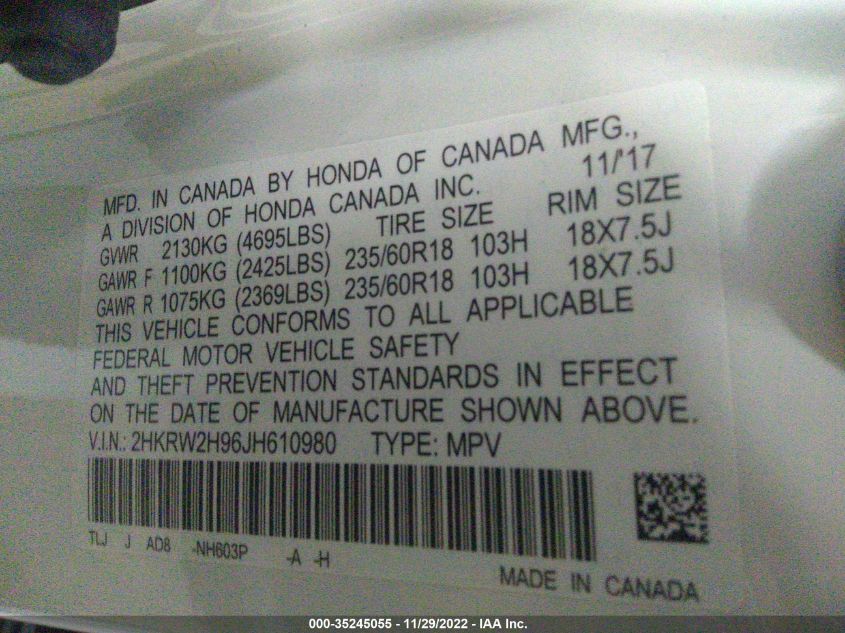 MFD. IN CANADA BY HONDA OF CANADA MFG.,
A DIVISION OF HONDA CANADA INC. 11/'17
GVWR 2130KG (4695LBS) TIRE SIZE RIM SIZE
GAWR F 1100KG (2425LBS) 235/60R18 103H 18X7.5J
GAWR R 1075KG (2369LBS) 235/60R18 103H 18X7.5J
THIS VEHICLE CONFORMS TO ALL APPLICABLE
FEDERAL MOTOR VEHICLE SAFETY
AND THEFT PREVENTION STANDARDS IN EFFECT
ON THE DATE OF MANUFACTURE SHOWN ABOVE.
V.I.N.: 2HKRW2H96JH610980 TYPE: MPV
TLJ J AD8 -NH603P -A -H
MADE IN CANADA
000-35245055 - 11/29/2022 - IAA Inc.